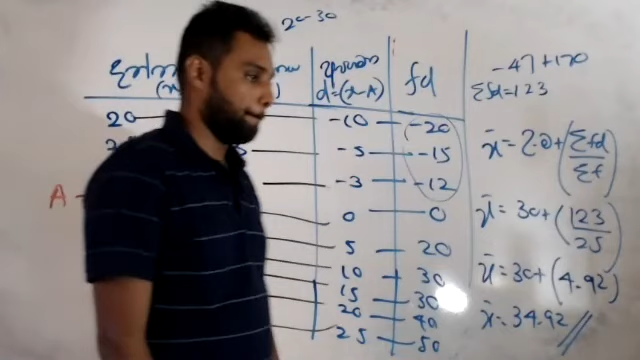 20-30
අපගමන
d=(x-A) fd
20 -10 -20
-5 -15
-3 -12
A 0 0
5 20
10 30
15 30
20 40
25 50
-47+170
Σfd=123
x̄=A+(Σfd/Σf)
x̄=30+(123/25)
x̄=30+(4.92)
x̄=34.92